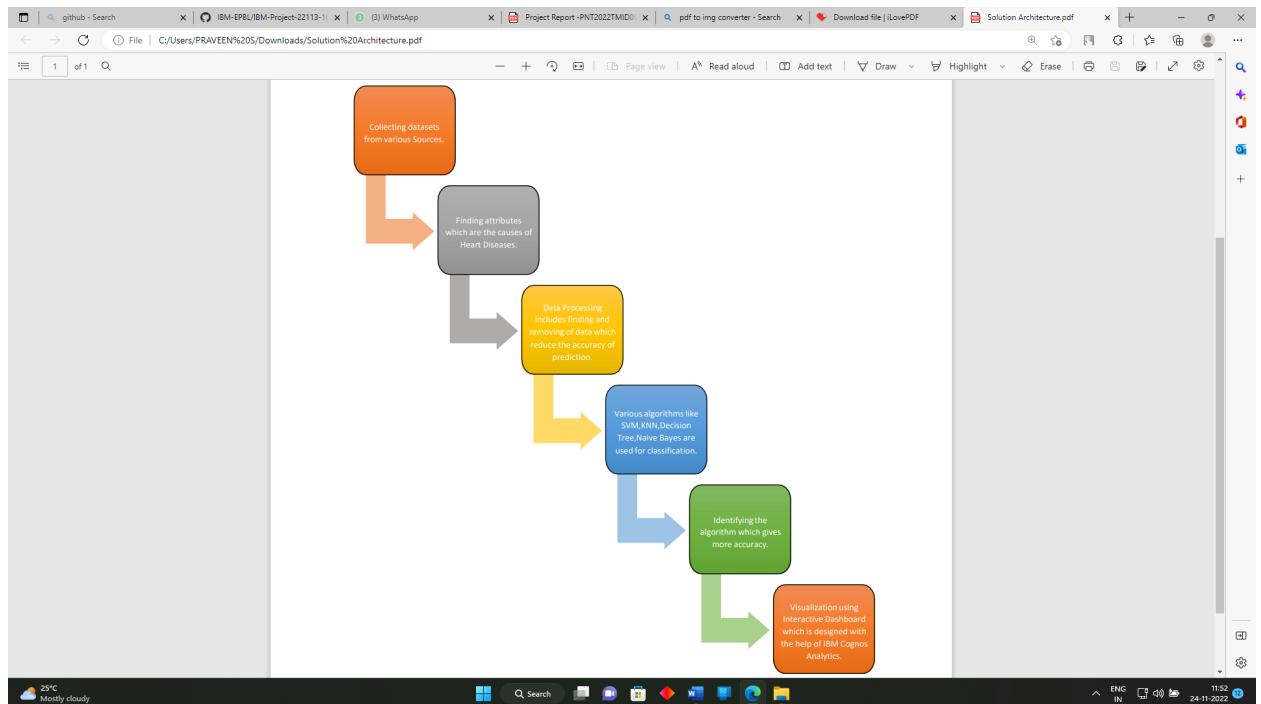 github - Search
IBM-EPBL/IBM-Project-22113-16
(3) WhatsApp
Project Report -PNT2022TMID0
pdf to img converter - Search
Download file | iLovePDF
Solution Architecture.pdf
File | C:/Users/PRAVEEN%20S/Downloads/Solution%20Architecture.pdf
1 of 1
Page view
Read aloud
Add text
Draw
Highlight
Erase
Collecting datasets
from various Sources.
Finding attributes
which are the causes of
Heart Diseases.
Data Processing
includes finding and
removing of data which
reduce the accuracy of
prediction.
Various algorithms like
SVM,KNN,Decision
Tree,Naive Bayes are
used for classification.
Identifying the
algorithm which gives
more accuracy.
Visualization using
Interactive Dashboard
which is designed with
the help of IBM Cognos
Analytics.
25°C
Mostly cloudy
Search
ENG
IN
11:52
24-11-2022
12